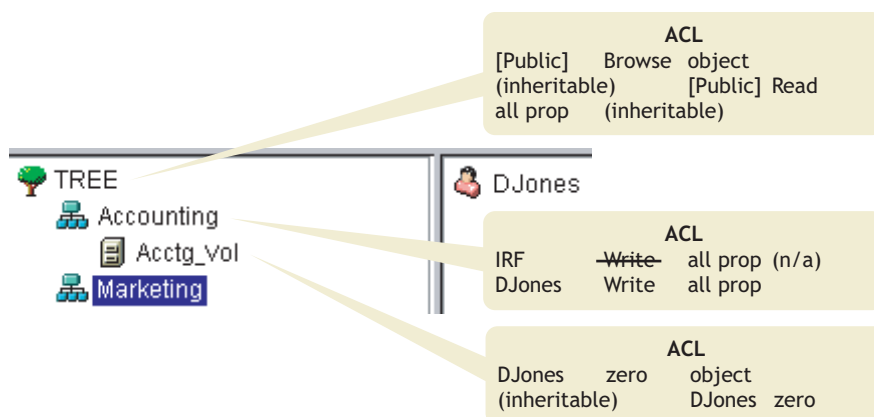 ACL
[Public] Browse object
(inheritable) [Public] Read
all prop (inheritable)
TREE
Accounting
Acctg_Vol
Marketing
DJones
ACL
IRF Write all prop (n/a)
DJones Write all prop
ACL
DJones zero object
(inheritable) DJones zero